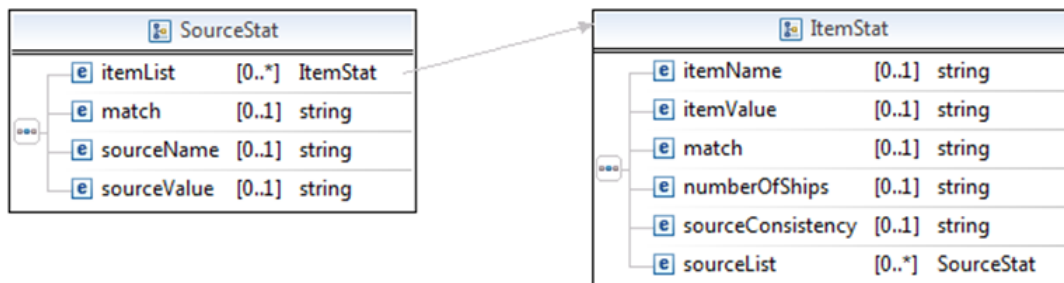 SourceStat
e itemList [0..*] ItemStat
e match [0..1] string
e sourceName [0..1] string
e sourceValue [0..1] string
ItemStat
e itemName [0..1] string
e itemValue [0..1] string
e match [0..1] string
e numberOfShips [0..1] string
e sourceConsistency [0..1] string
e sourceList [0..*] SourceStat